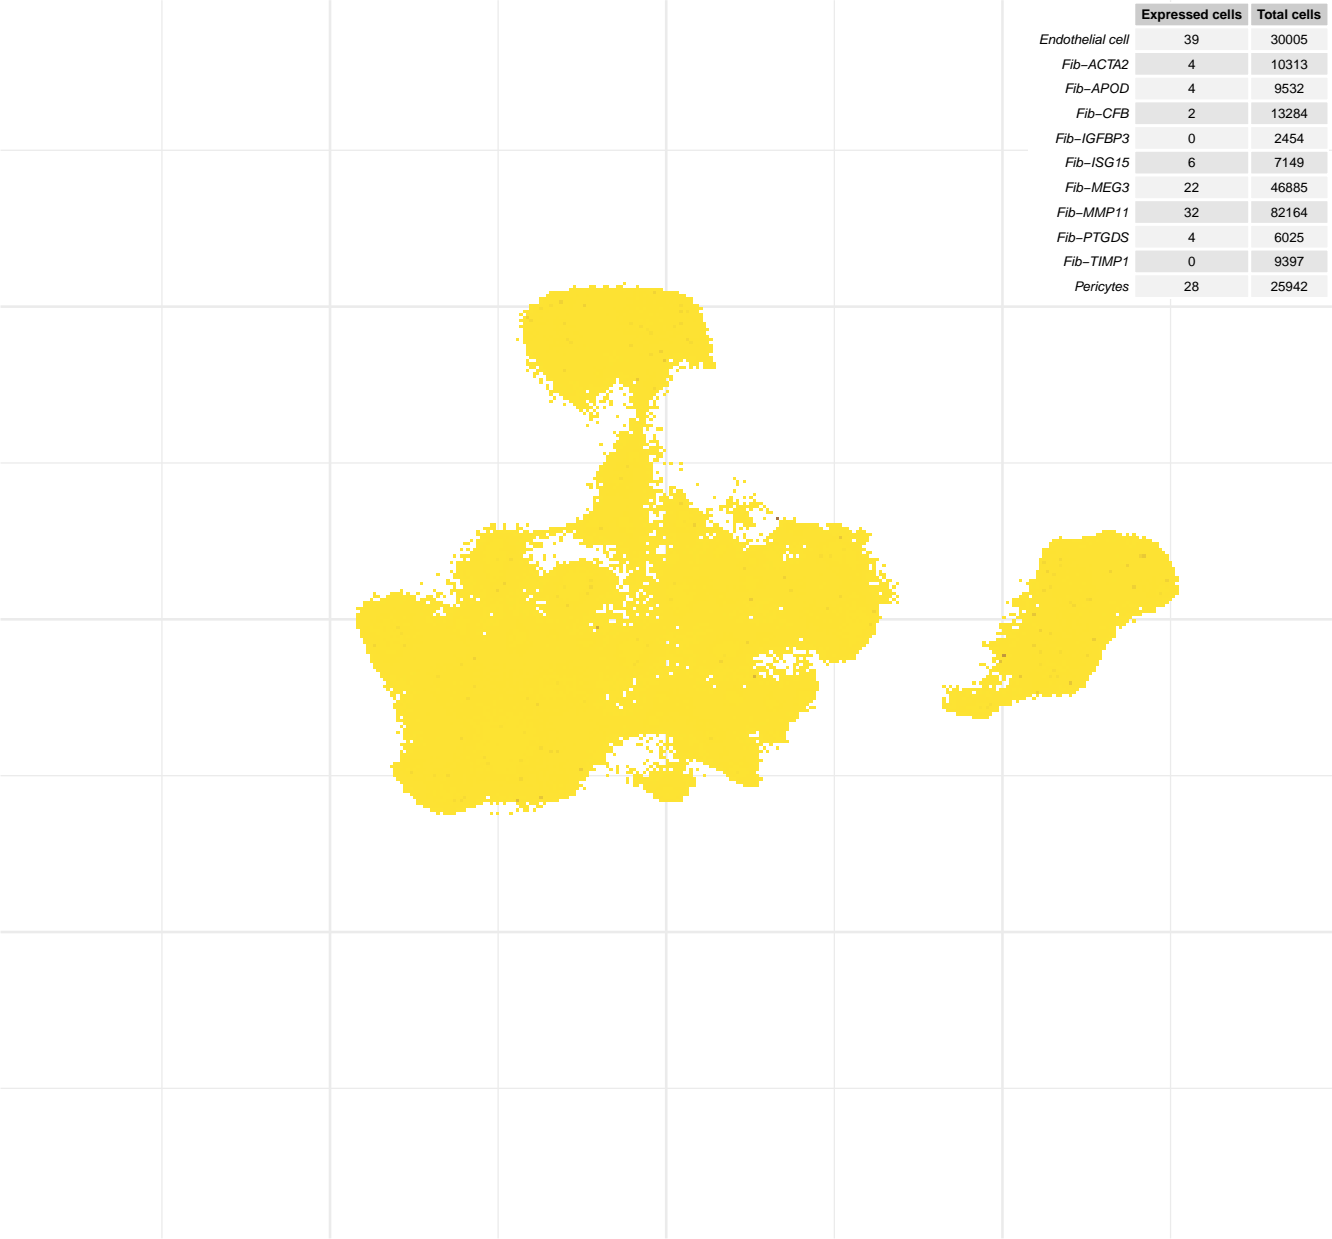 Expressed cells Total cells
Endothelial cell 39 30005
Fib−ACTA2 4 10313
Fib−APOD 4 9532
Fib−CFB 2 13284
Fib−IGFBP3 0 2454
Fib−ISG15 6 7149
Fib−MEG3 22 46885
Fib−MMP11 32 82164
Fib−PTGDS 4 6025
Fib−TIMP1 0 9397
Pericytes 28 25942